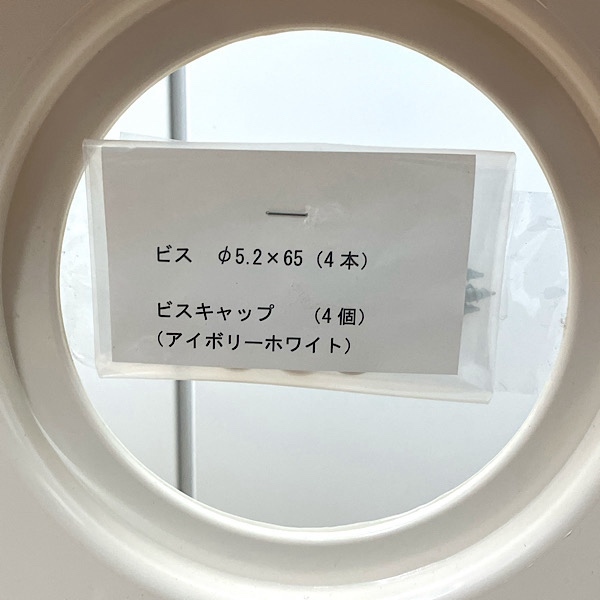 ビス　φ5.2×65（4本）
ビスキャップ　　（4個）
（アイボリーホワイト）